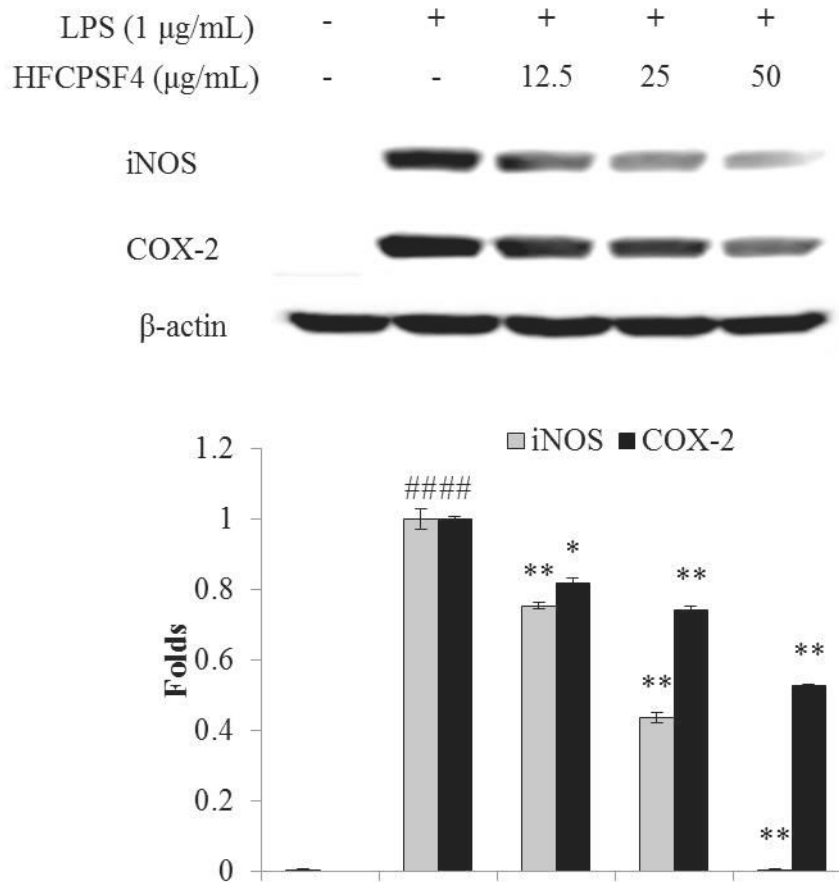 LPS (1 μg/mL) - + + + +
HFCPSF4 (μg/mL) - - 12.5 25 50
iNOS
COX-2
β-actin
iNOS COX-2
1.2
1
0.8
0.6
0.4
0.2
0
Folds
####
** *
** **
** **